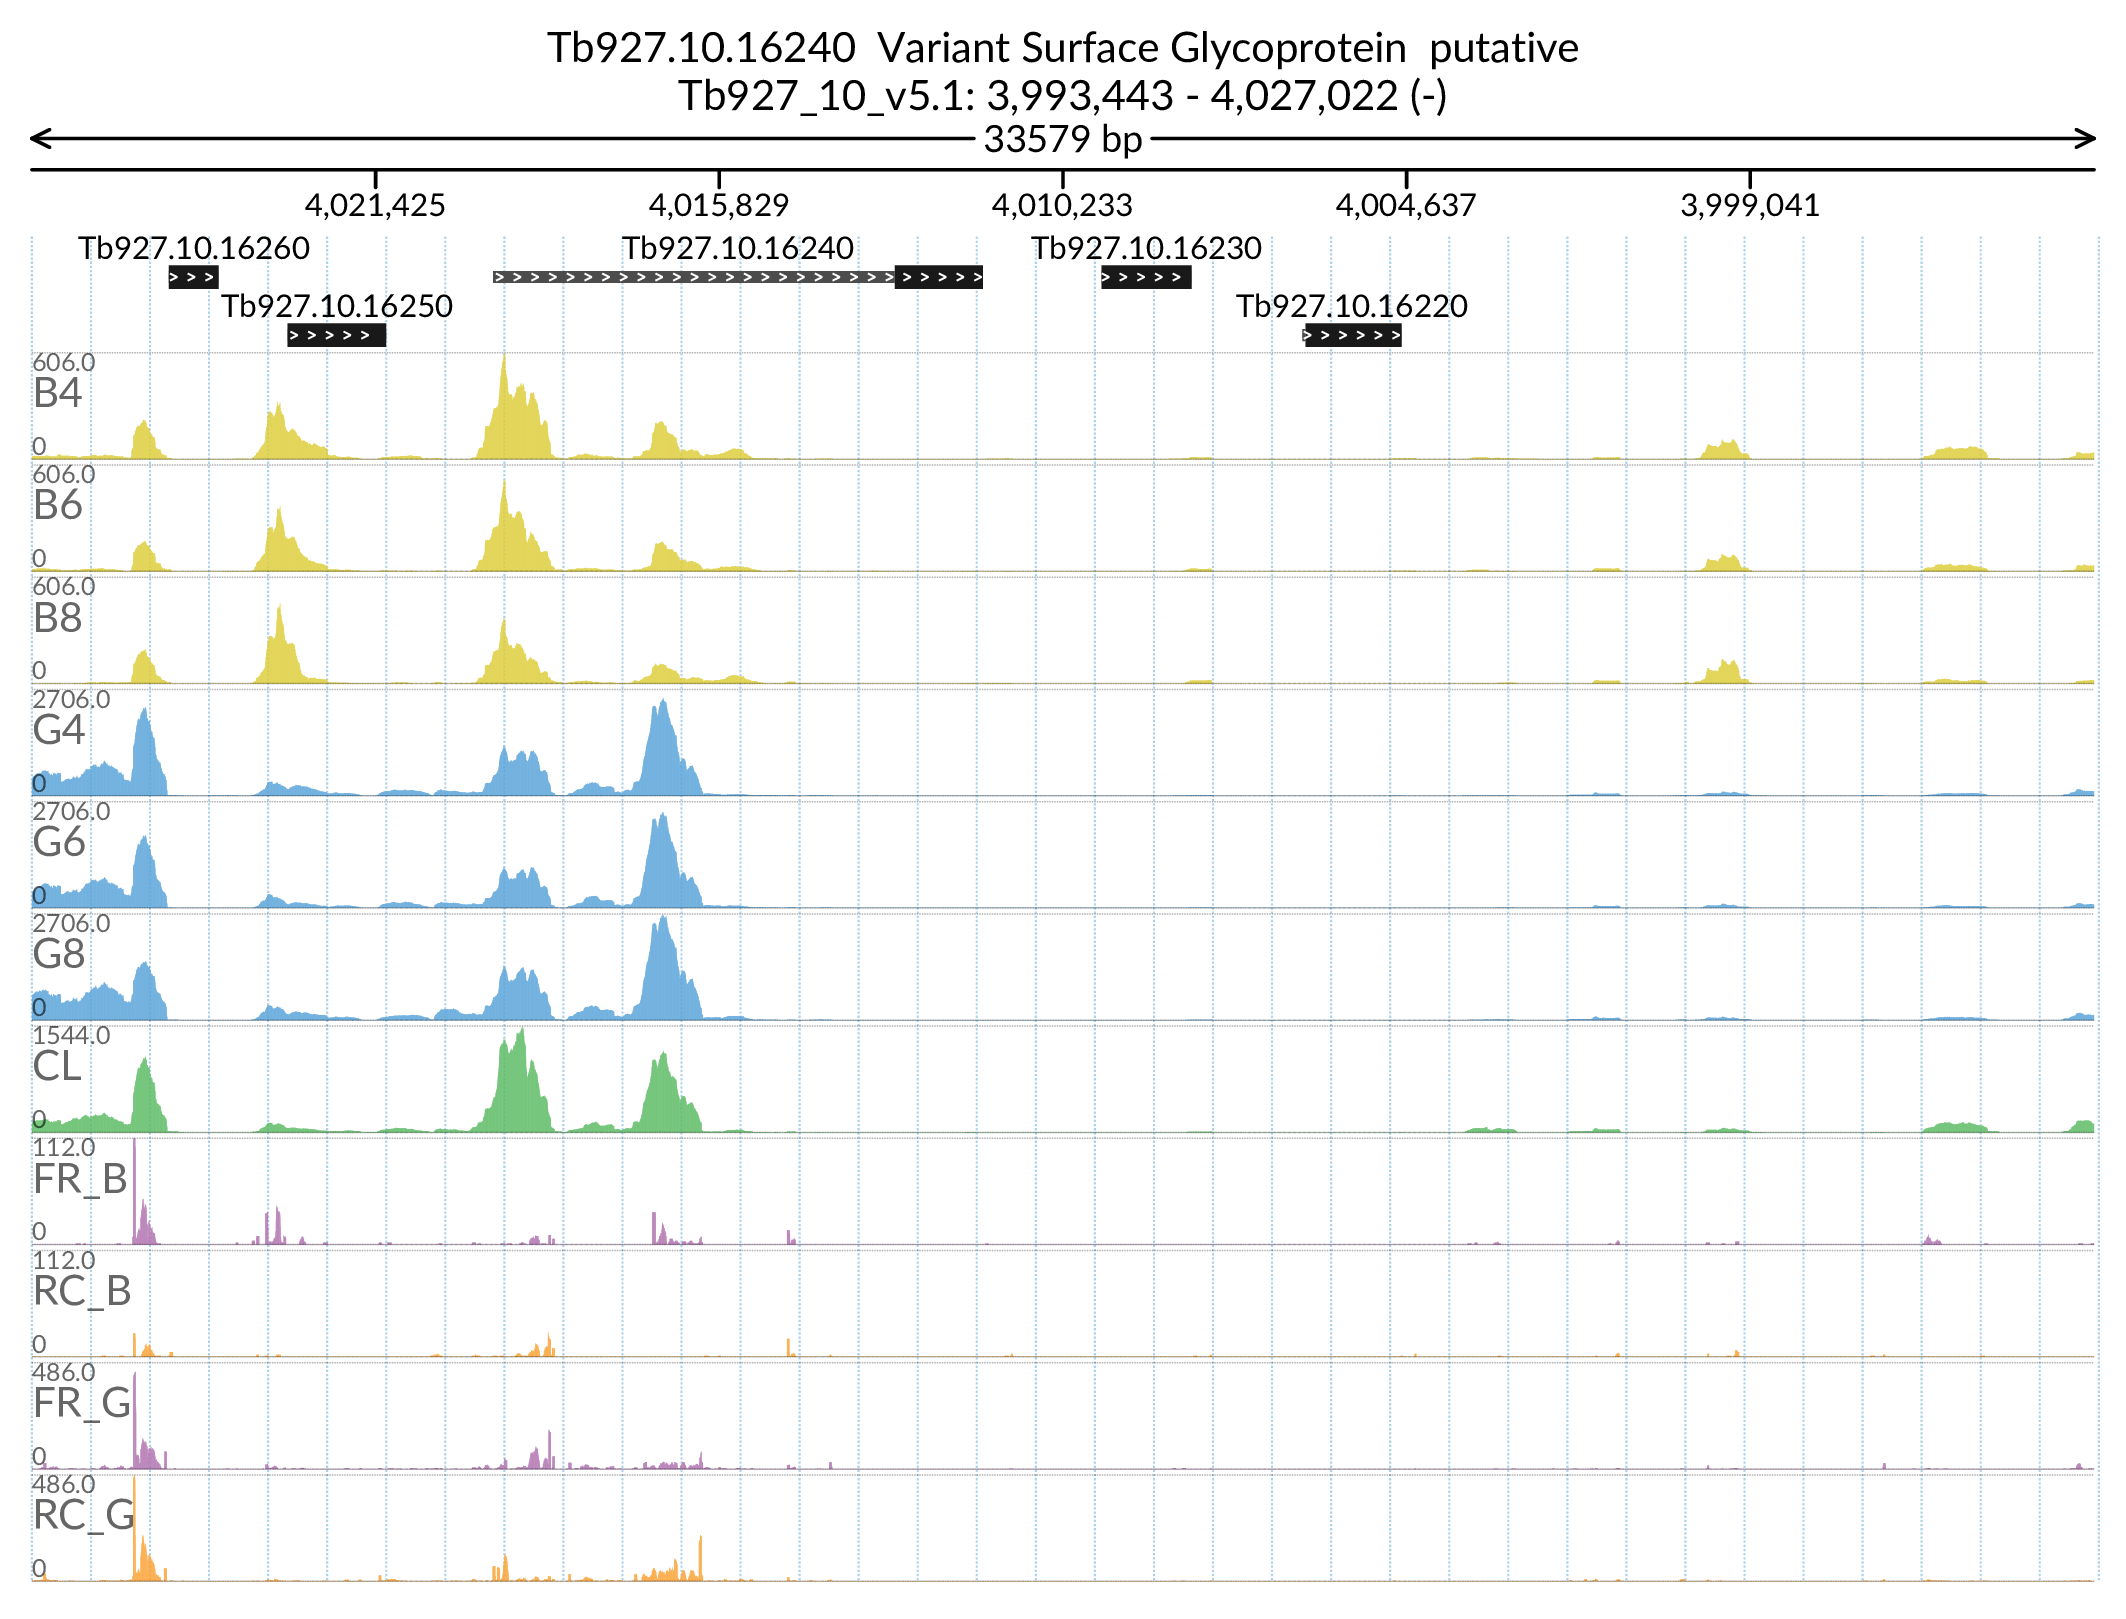 Tb927.10.16240  Variant Surface Glycoprotein  putative
Tb927_10_v5.1: 3,993,443 - 4,027,022 (-)
33579 bp
4,021,425 4,015,829 4,010,233 4,004,637 3,999,041
Tb927.10.16260 Tb927.10.16240 Tb927.10.16230
Tb927.10.16250 Tb927.10.16220
606.0
B4
0
606.0
B6
0
606.0
B8
0
2706.0
G4
0
2706.0
G6
0
2706.0
G8
0
1544.0
CL
0
112.0
FR_B
0
112.0
RC_B
0
486.0
FR_G
0
486.0
RC_G
0